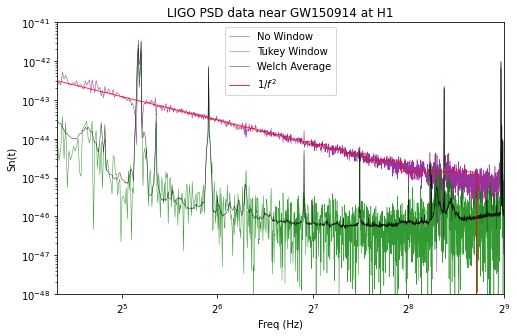 LIGO PSD data near GW150914 at H1
No Window
Tukey Window
Welch Average
1/f²
Sn(t)
10⁻⁴¹
10⁻⁴²
10⁻⁴³
10⁻⁴⁴
10⁻⁴⁵
10⁻⁴⁶
10⁻⁴⁷
10⁻⁴⁸
2⁵ 2⁶ 2⁷ 2⁸ 2⁹
Freq (Hz)